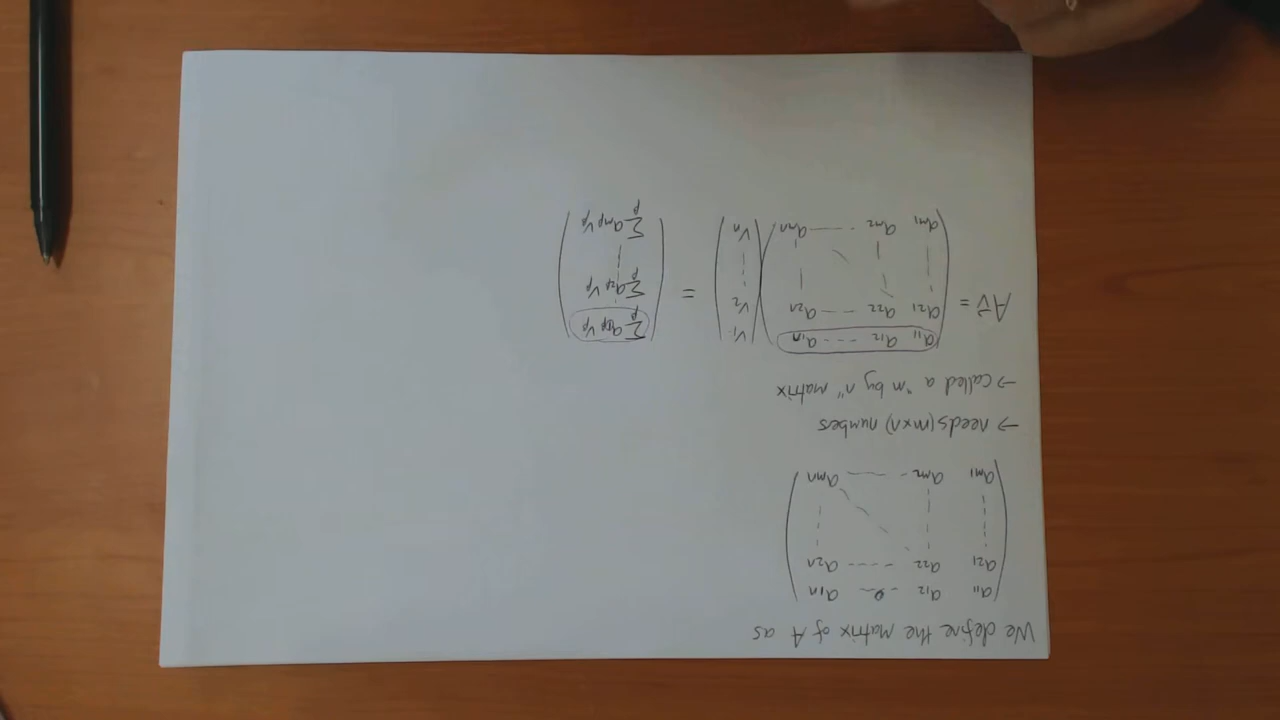 We define the matrix of A as
a11 a12 - - a1n
a21 a22 - - - - a2n
am1 am2 - - - amn
→ needs (m×n) numbers
→ called a "m by n" matrix
Av⃗ = ( a11 a12 - - - a1n ) ( v1 ) = ( Σp a1p vp )
( a21 a22 - - - a2n ) ( v2 ) ( Σp a2p vp )
( am1 am2 - - - amn ) ( vn ) ( Σp amp vp )